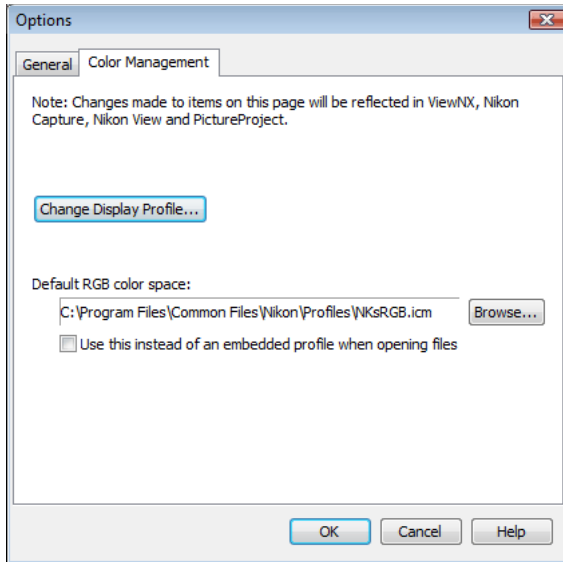 Options
General
Color Management
Note: Changes made to items on this page will be reflected in ViewNX, Nikon
Capture, Nikon View and PictureProject.
Change Display Profile...
Default RGB color space:
C:\Program Files\Common Files\Nikon\Profiles\NKsRGB.icm
Browse...
Use this instead of an embedded profile when opening files
OK
Cancel
Help